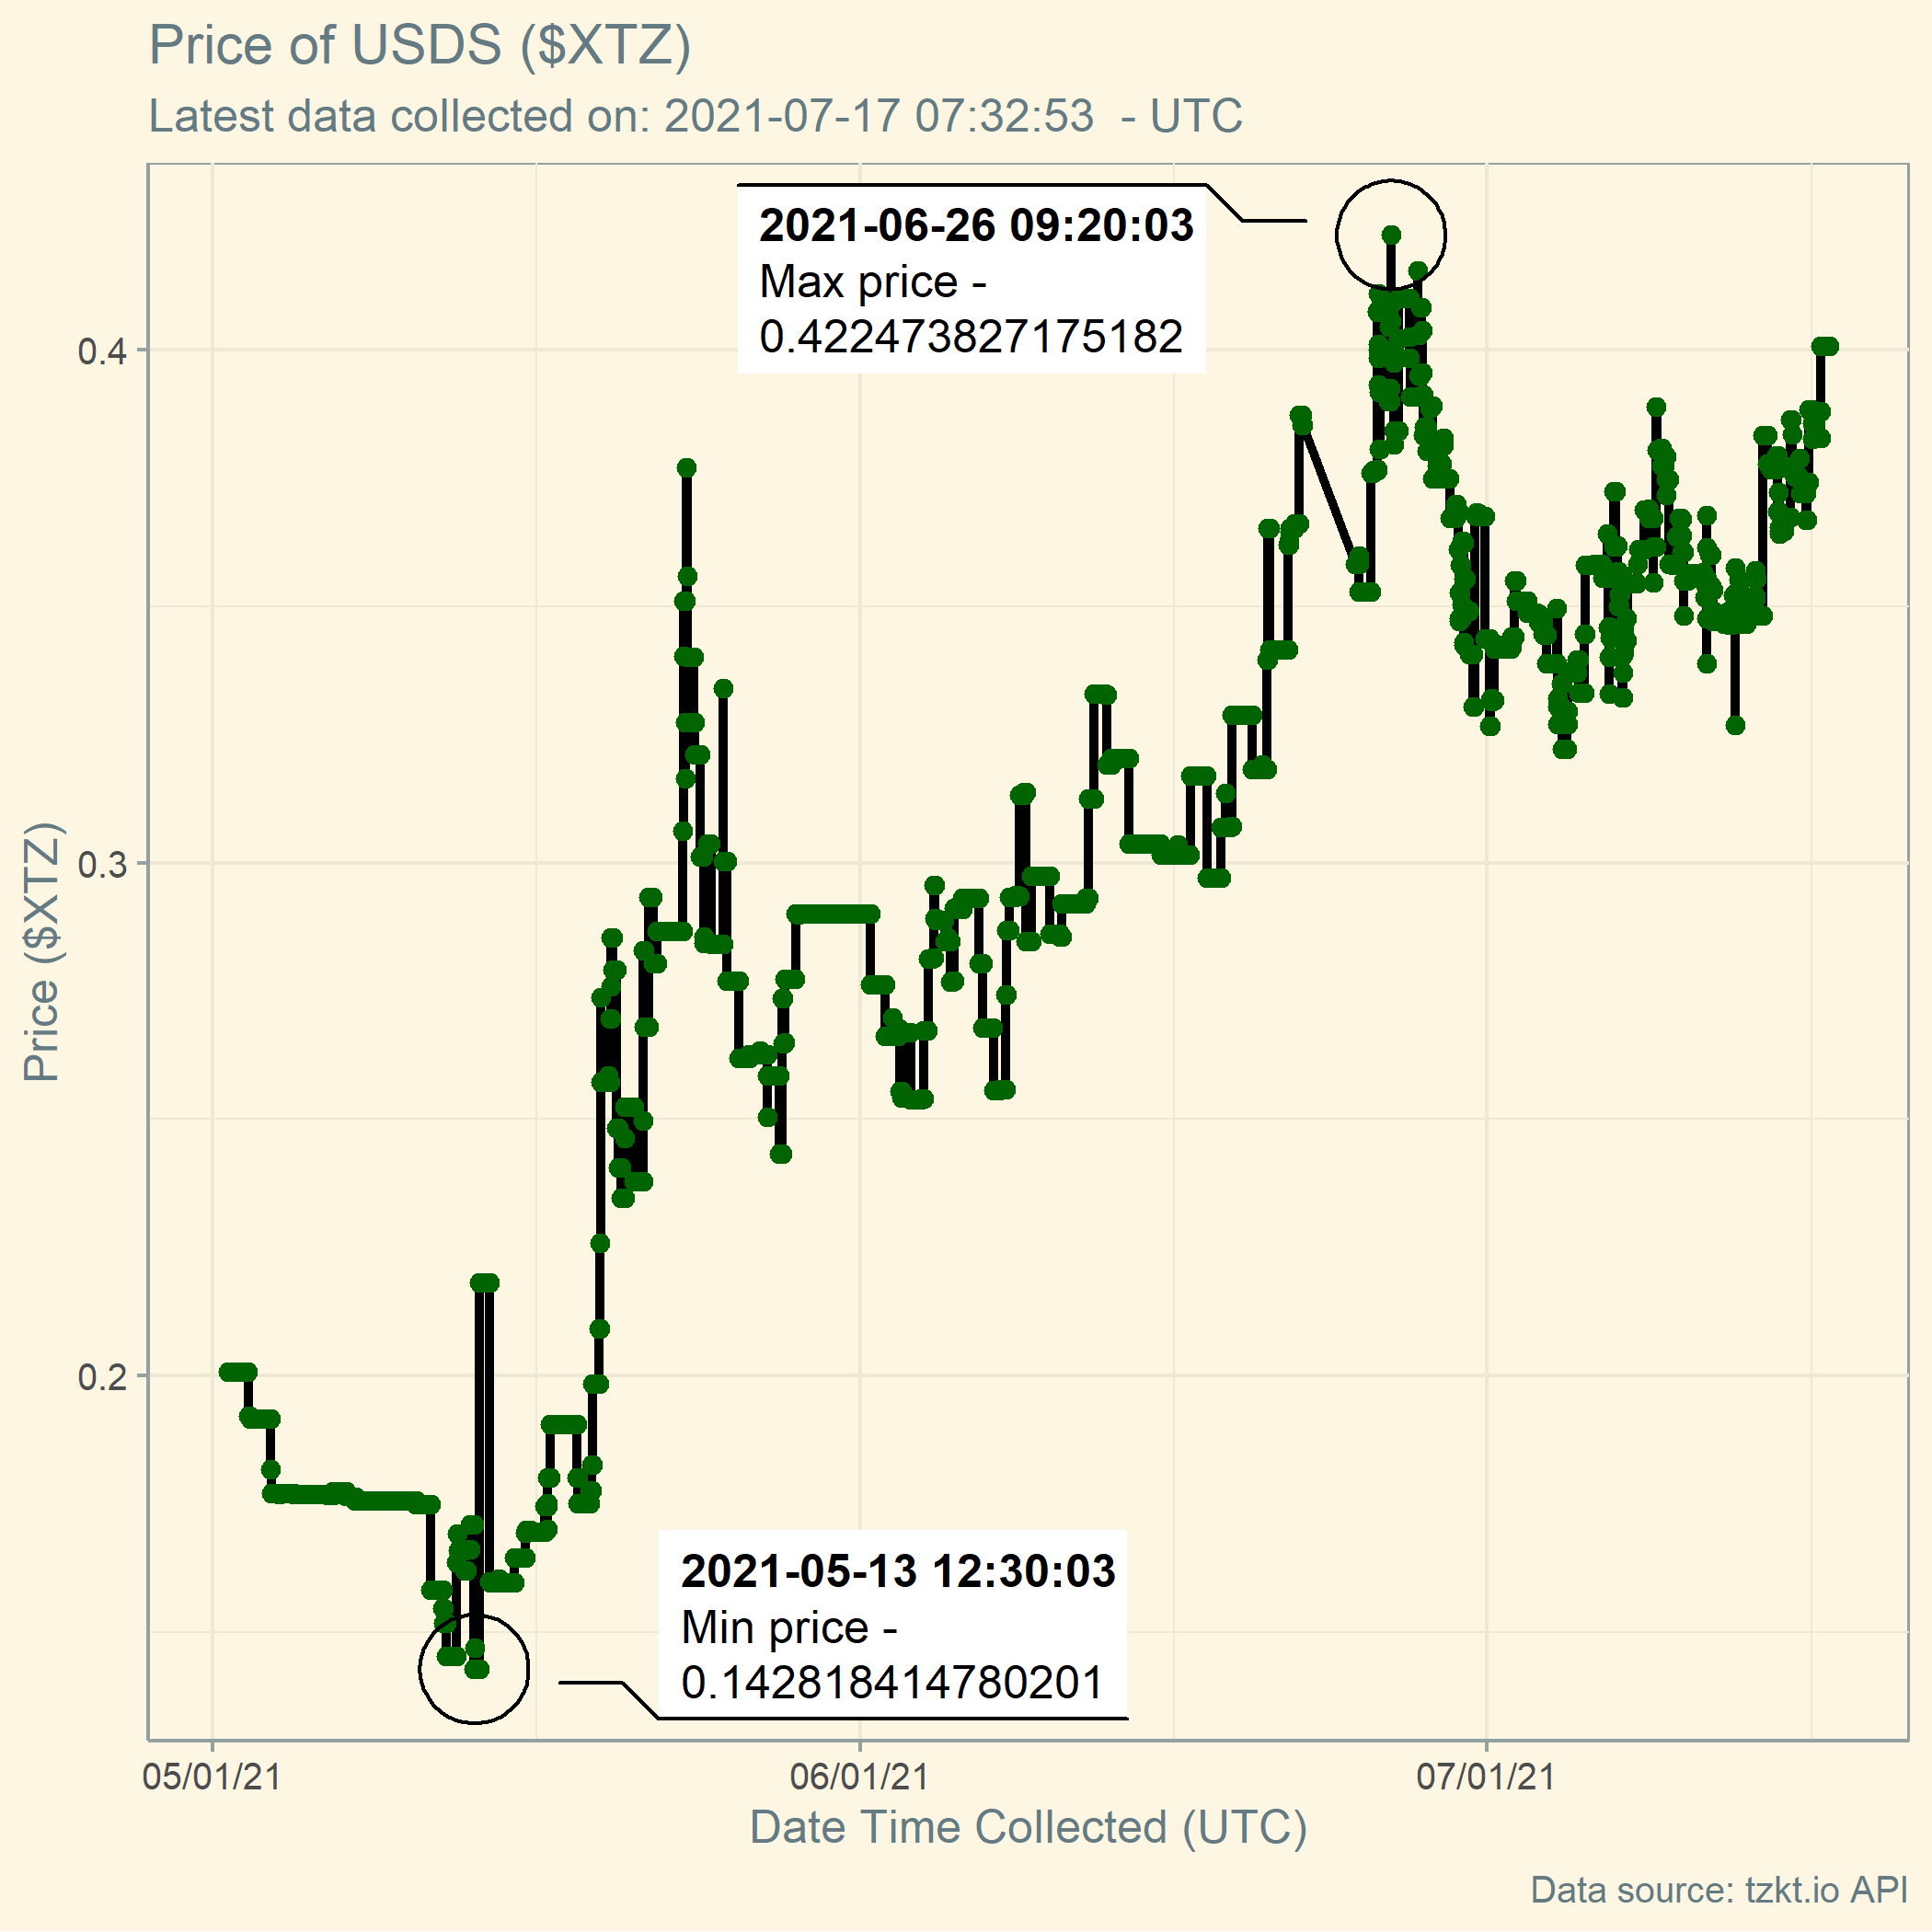 Price of USDS ($XTZ)
Latest data collected on: 2021-07-17 07:32:53  - UTC
2021-06-26 09:20:03
Max price -
0.422473827175182
0.4
0.3
0.2
Price ($XTZ)
2021-05-13 12:30:03
Min price -
0.142818414780201
05/01/21
06/01/21
07/01/21
Date Time Collected (UTC)
Data source: tzkt.io API